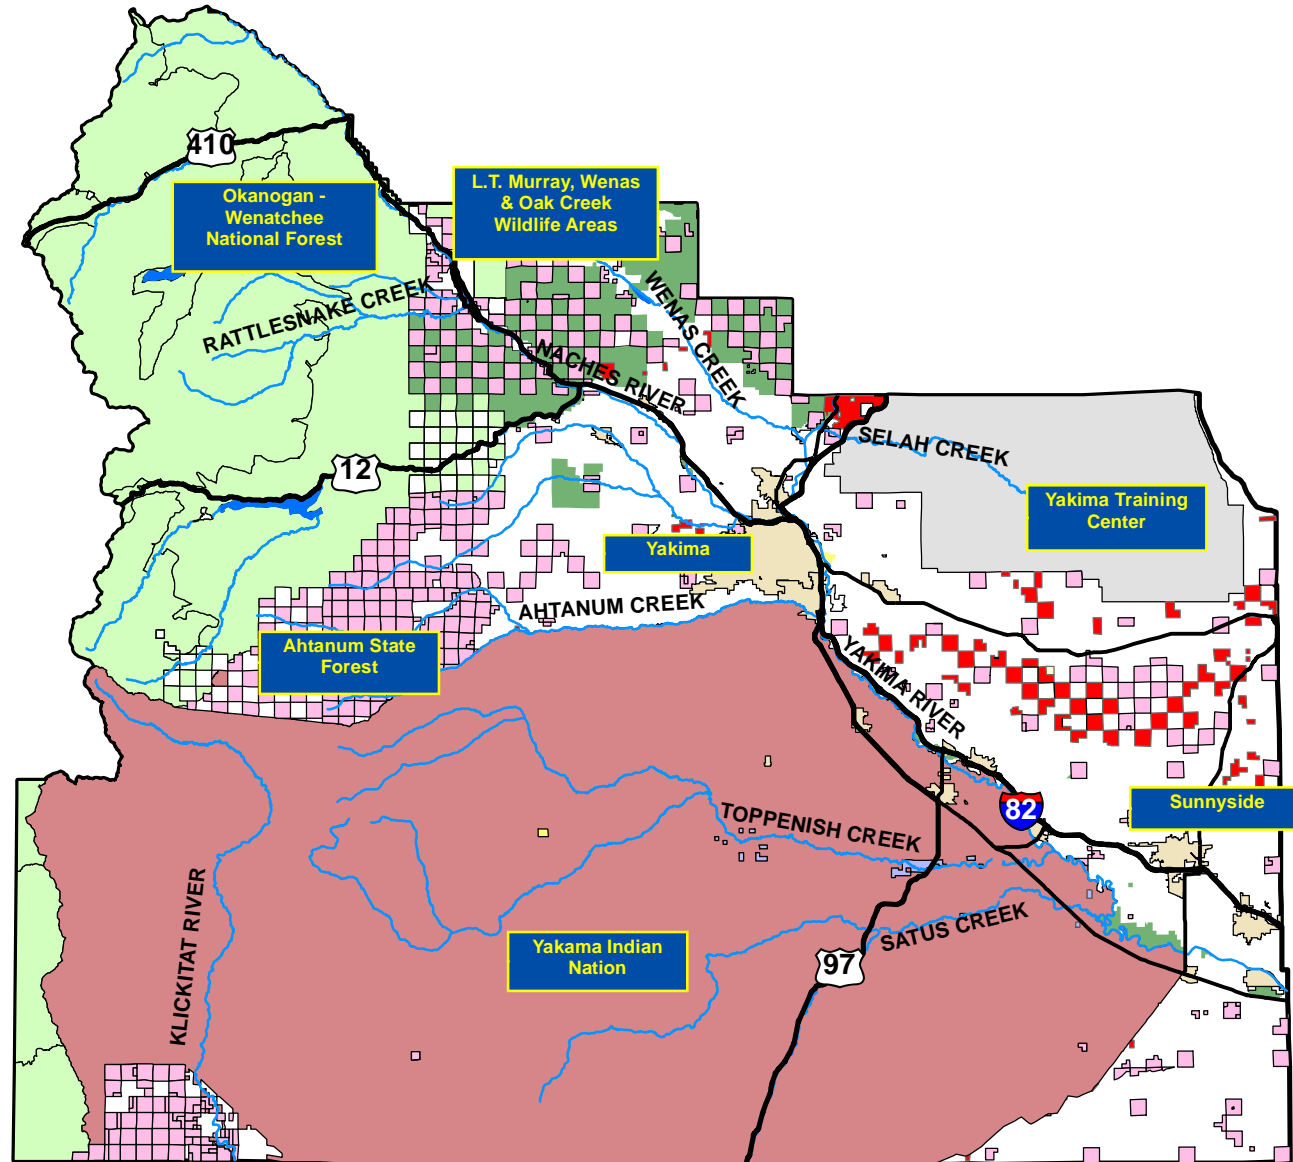 410
Okanogan -
Wenatchee
National Forest
L.T. Murray, Wenas
& Oak Creek
Wildlife Areas
RATTLESNAKE CREEK
WENAS CREEK
NACHES RIVER
SELAH CREEK
12
Yakima Training
Center
Yakima
AHTANUM CREEK
Ahtanum State
Forest
YAKIMA RIVER
82
Sunnyside
TOPPENISH CREEK
KLICKITAT RIVER
SATUS CREEK
Yakama Indian
Nation
97